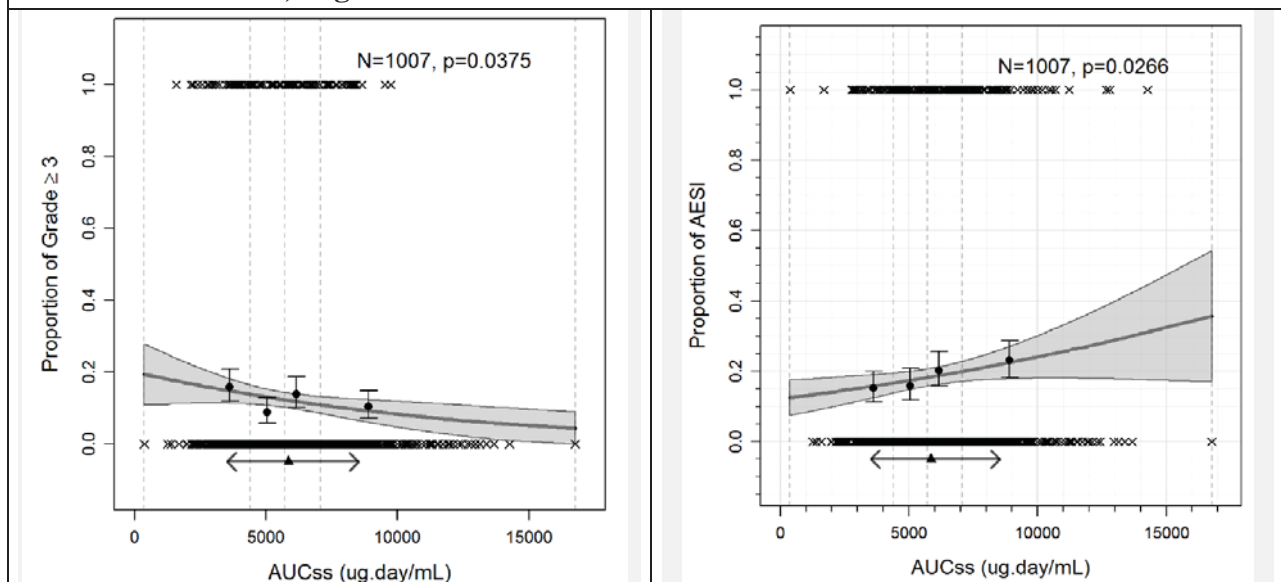 N=1007, p=0.0375
Proportion of Grade ≥ 3
1.0
0.8
0.6
0.4
0.2
0.0
0 5000 10000 15000
AUCss (ug.day/mL)
N=1007, p=0.0266
Proportion of AESI
1.0
0.8
0.6
0.4
0.2
0.0
0 5000 10000 15000
AUCss (ug.day/mL)